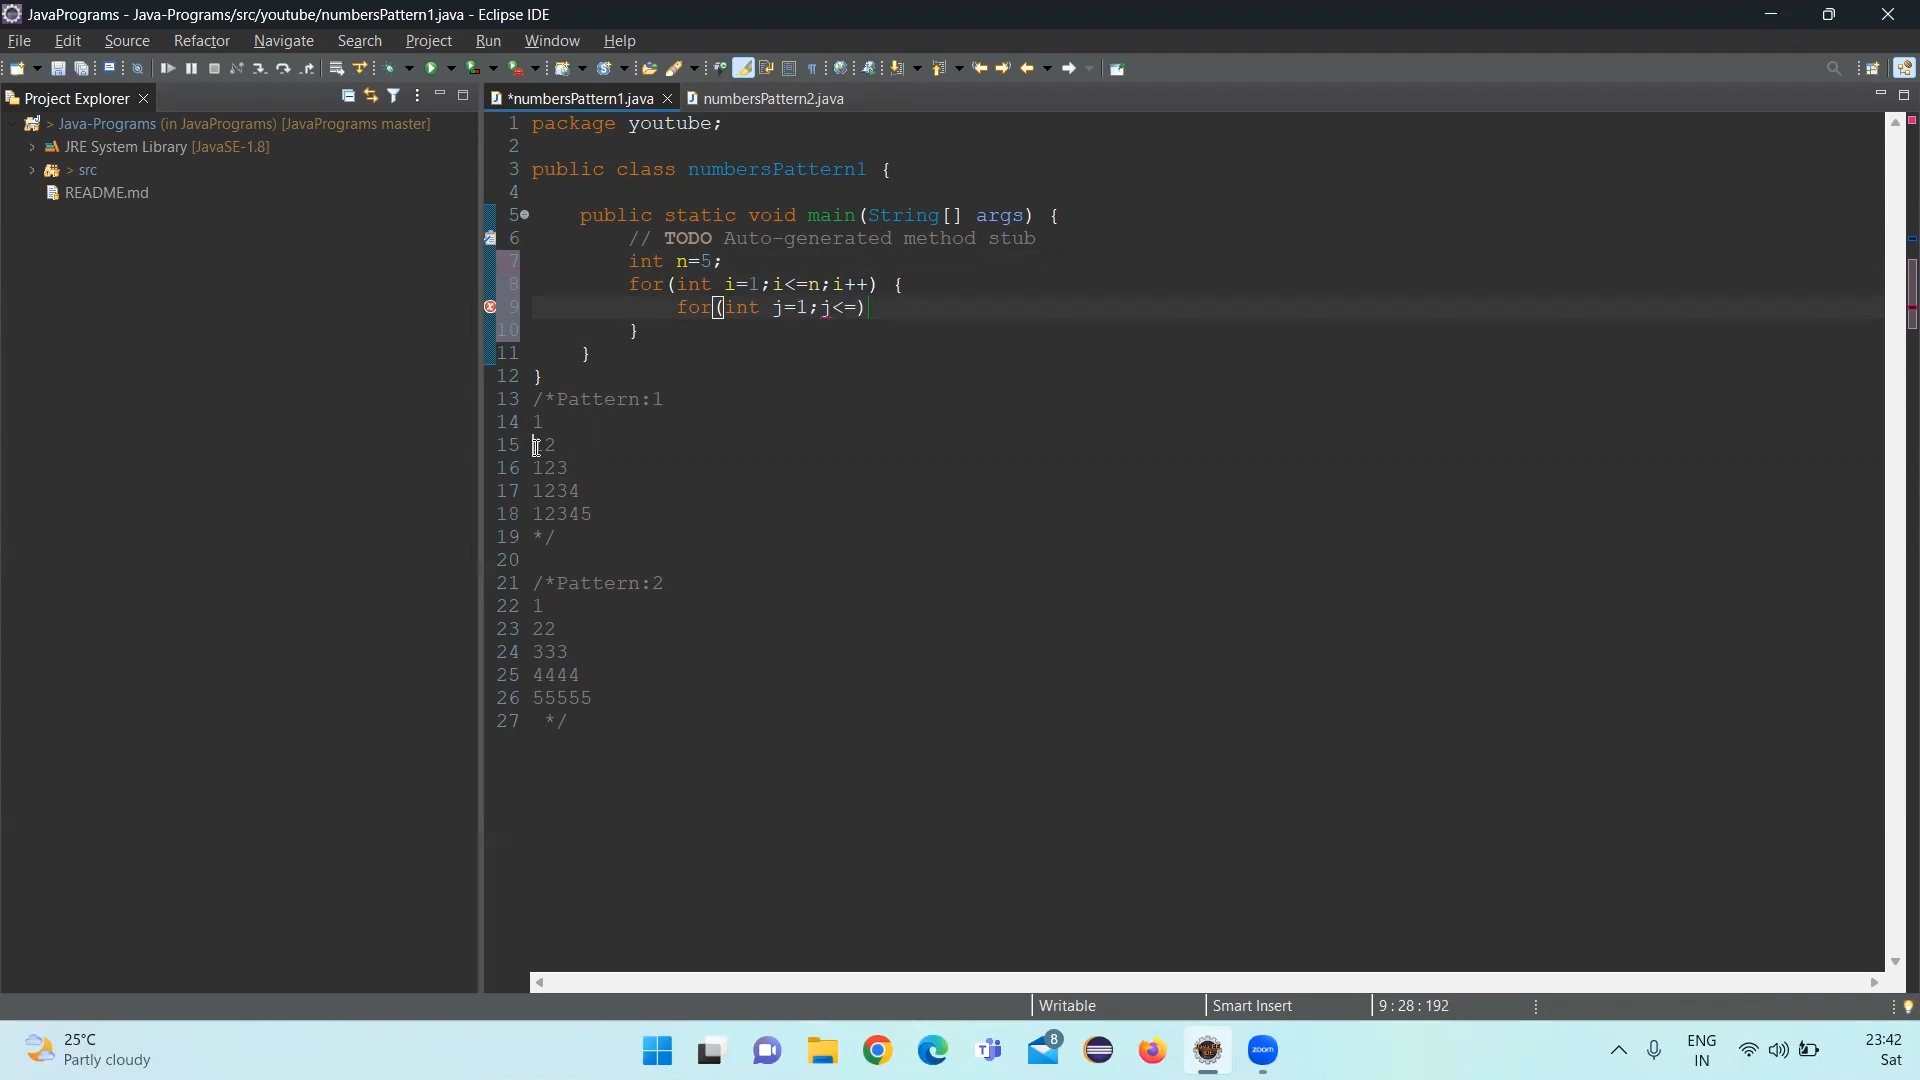 JavaPrograms - Java-Programs/src/youtube/numbersPattern1.java - Eclipse IDE
File Edit Source Refactor Navigate Search Project Run Window Help
Project Explorer
*numbersPattern1.java
numbersPattern2.java
> Java-Programs (in JavaPrograms) [JavaPrograms master]
JRE System Library [JavaSE-1.8]
> src
README.md
1 package youtube;
2
3 public class numbersPattern1 {
4
5 public static void main(String[] args) {
6 // TODO Auto-generated method stub
7 int n=5;
8 for(int i=1;i<=n;i++) {
9 for(int j=1;j<=)
10 }
11 }
12 }
13 /*Pattern:1
14 1
15 12
16 123
17 1234
18 12345
19 */
20
21 /*Pattern:2
22 1
23 22
24 333
25 4444
26 55555
27 */
Writable
Smart Insert
9 : 28 : 192
25°C
Partly cloudy
8
zoom
ENG
IN
23:42
Sat